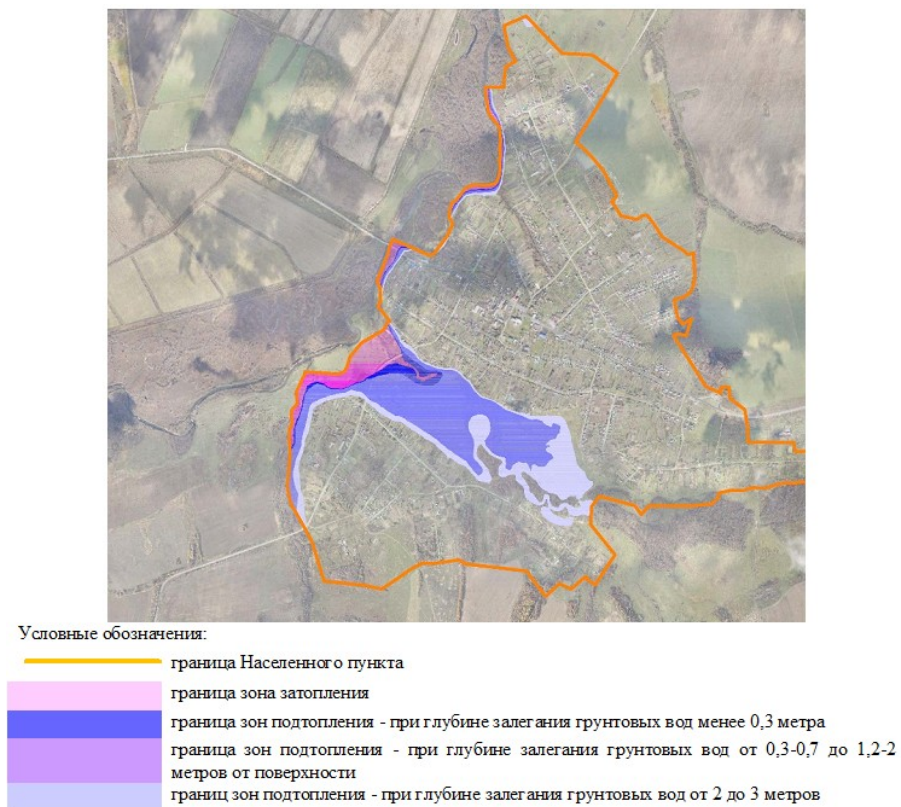 Условные обозначения:
граница Населенного пункта
граница зона затопления
граница зон подтопления - при глубине залегания грунтовых вод менее 0,3 метра
граница зон подтопления - при глубине залегания грунтовых вод от 0,3-0,7 до 1,2-2
метров от поверхности
границ зон подтопления - при глубине залегания грунтовых вод от 2 до 3 метров